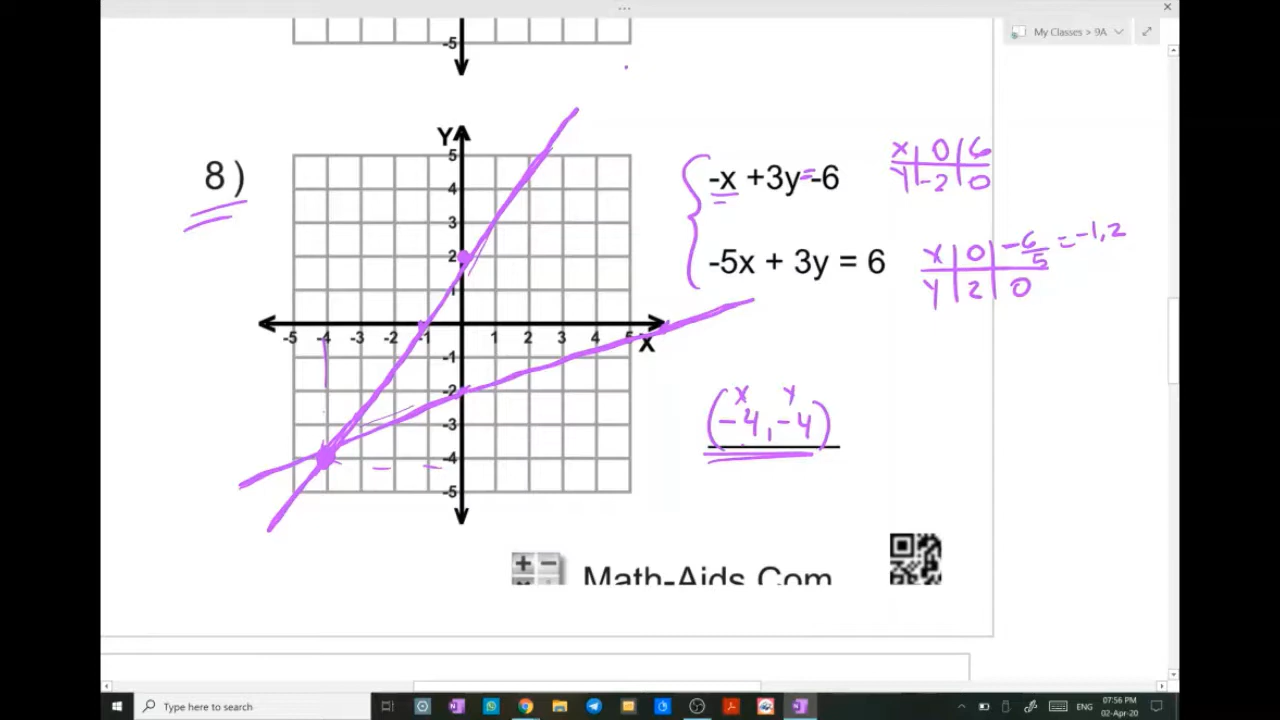 My Classes > 9A
-5
8)
Y
5
4
3
2
1
-5 -4 -3 -2 -1 1 2 3 4 5 X
-1
-2
-3
-4
-5
-x +3y=-6
x 0 6
y -2 0
-5x + 3y = 6
x 0 -6/5 = -1,2
y 2 0
x y
(-4, -4)
Math-Aids.Com
Type here to search
ENG
07:56 PM
02-Apr-20